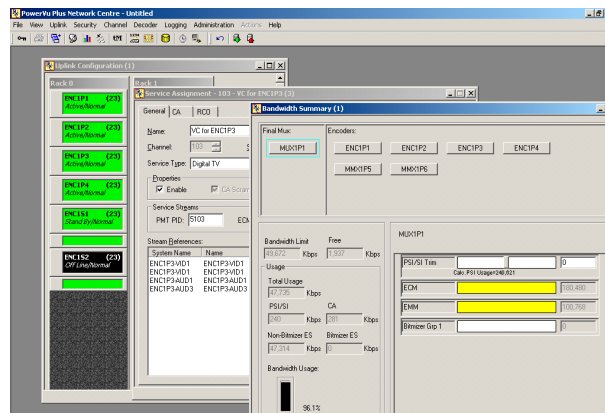 PowerVu Plus Network Centre - Untitled
File View Uplink Security Channel Decoder Logging Administration Actions Help
Uplink Configuration (1)
Rack 0
Rack 1
ENC1P1 (23)
Active/Normal
ENC1P2 (23)
Active/Normal
ENC1P3 (23)
Active/Normal
ENC1P4 (23)
Active/Normal
ENC1S1 (23)
Stand By/Normal
ENC1S2 (23)
Off Line/Normal
Service Assignment - 103 - VC for ENC1P3 (3)
General CA RCO
Name: VC for ENC1P3
Channel: 103 S
Service Type: Digital TV
Properties
Enable CA Scram
Service Streams
PMT PID: 5103 ECM
Stream References:
System Name Name
ENC1P3-VID1 ENC1P3-VID1
ENC1P3-VID1 ENC1P3-VID1
ENC1P3-AUD1 ENC1P3-AUD1
ENC1P3-AUD3 ENC1P3-AUD3
Bandwidth Summary (1)
Final Mux: Encoders:
MUX1P1 ENC1P1 ENC1P2 ENC1P3 ENC1P4
MMX1P5 MMX1P6
Bandwidth Limit Free
49,672 Kbps 1,937 Kbps
Usage
Total Usage
47,735 Kbps
PSI/SI CA
240 Kbps 281 Kbps
Non-Bitmizer ES Bitmizer ES
47,314 Kbps 0 Kbps
Bandwidth Usage:
96.1%
MUX1P1
PSI/SI Trim 0
Calc. PSI Usage=240,021
ECM 180,480
EMM 100,758
Bitmizer Grp 1 0